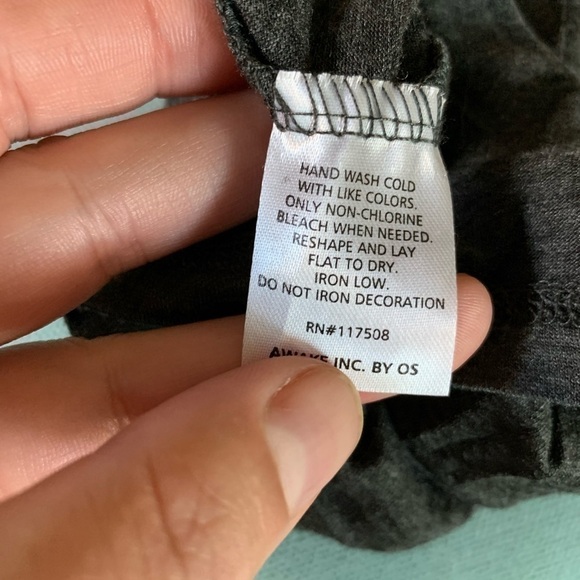 HAND WASH COLD
WITH LIKE COLORS.
ONLY NON-CHLORINE
BLEACH WHEN NEEDED.
RESHAPE AND LAY
FLAT TO DRY.
IRON LOW.
DO NOT IRON DECORATION
RN#117508
AWAKE INC. BY OS